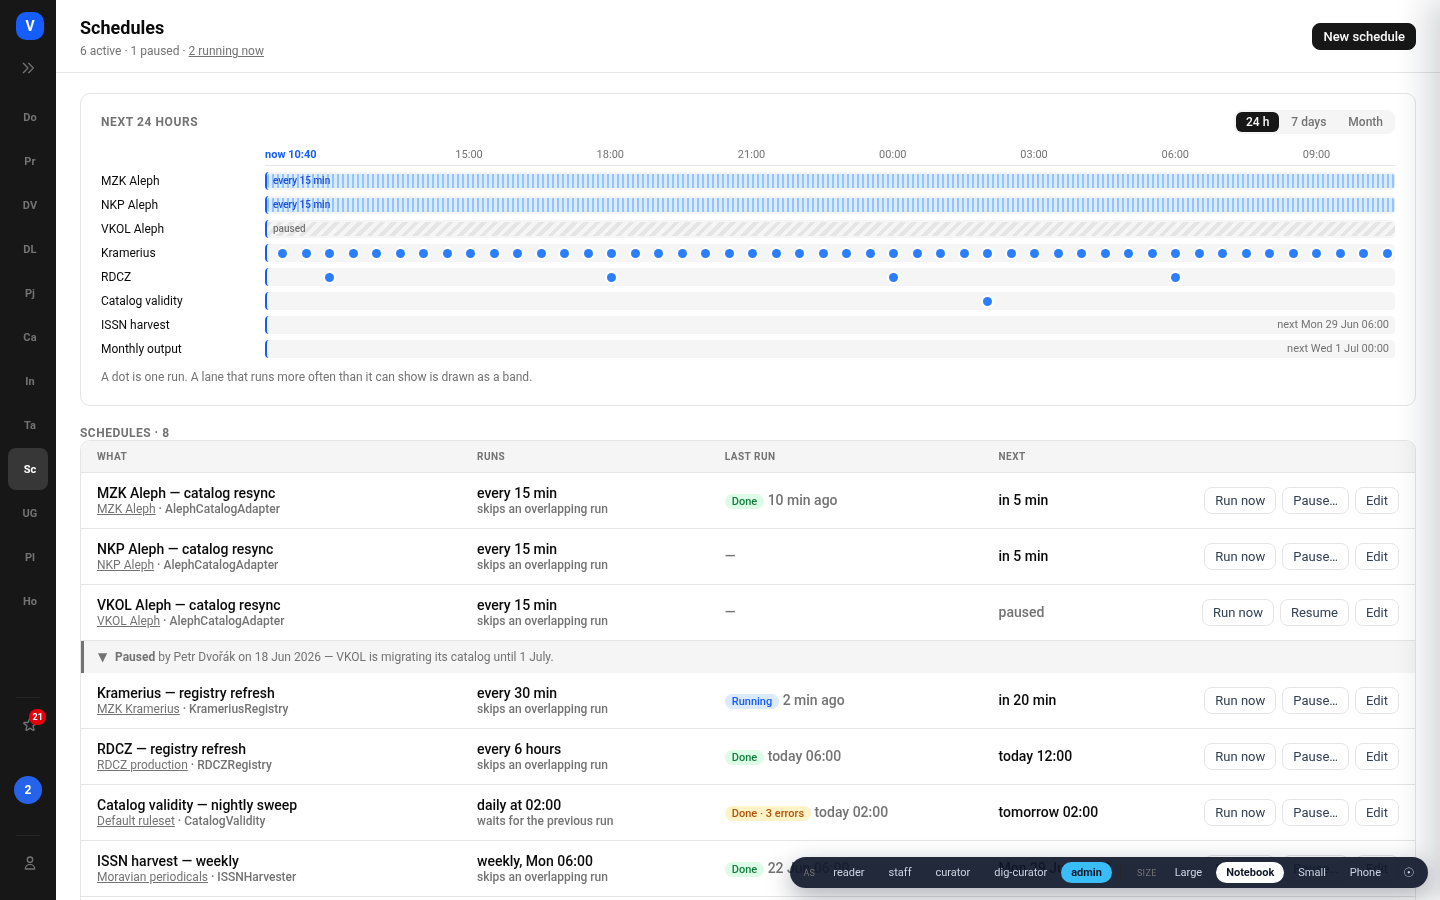 V
Schedules
6 active · 1 paused · 2 running now
New schedule
Do
Pr
DV
DL
Pj
Ca
In
Ta
Sc
UG
Pl
Ho
21
2
NEXT 24 HOURS
24 h 7 days Month
now 10:40 15:00 18:00 21:00 00:00 03:00 06:00 09:00
MZK Aleph every 15 min
NKP Aleph every 15 min
VKOL Aleph paused
Kramerius
RDCZ
Catalog validity
ISSN harvest next Mon 29 Jun 06:00
Monthly output next Wed 1 Jul 00:00
A dot is one run. A lane that runs more often than it can show is drawn as a band.
SCHEDULES · 8
WHAT RUNS LAST RUN NEXT
MZK Aleph — catalog resync every 15 min Done 10 min ago in 5 min Run now Pause… Edit
MZK Aleph · AlephCatalogAdapter skips an overlapping run
NKP Aleph — catalog resync every 15 min — in 5 min Run now Pause… Edit
NKP Aleph · AlephCatalogAdapter skips an overlapping run
VKOL Aleph — catalog resync every 15 min — paused Run now Resume Edit
VKOL Aleph · AlephCatalogAdapter skips an overlapping run
▼ Paused by Petr Dvořák on 18 Jun 2026 — VKOL is migrating its catalog until 1 July.
Kramerius — registry refresh every 30 min Running 2 min ago in 20 min Run now Pause… Edit
MZK Kramerius · KrameriusRegistry skips an overlapping run
RDCZ — registry refresh every 6 hours Done today 06:00 today 12:00 Run now Pause… Edit
RDCZ production · RDCZRegistry skips an overlapping run
Catalog validity — nightly sweep daily at 02:00 Done · 3 errors today 02:00 tomorrow 02:00 Run now Pause… Edit
Default ruleset · CatalogValidity waits for the previous run
ISSN harvest — weekly weekly, Mon 06:00 Done 22
Moravian periodicals · ISSNHarvester skips an overlapping run
AS reader staff curator dig-curator admin SIZE Large Notebook Small Phone